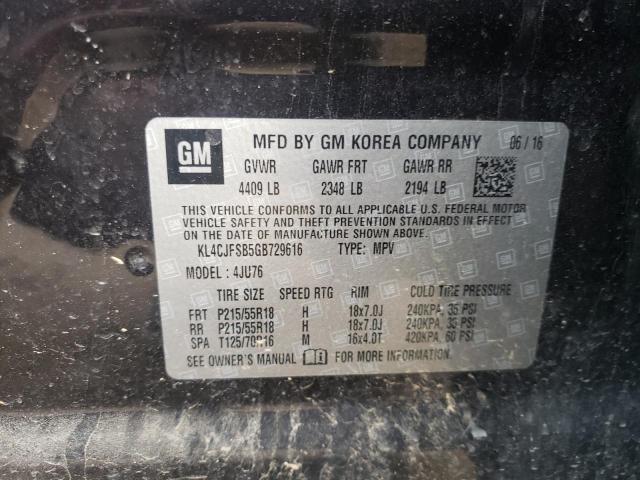 GM
MFD BY GM KOREA COMPANY 06/16
GVWR GAWR FRT GAWR RR
4409 LB 2348 LB 2194 LB
THIS VEHICLE CONFORMS TO ALL APPLICABLE U.S. FEDERAL MOTOR
VEHICLE SAFETY AND THEFT PREVENTION STANDARDS IN EFFECT ON
THE DATE OF MANUFACTURE SHOWN ABOVE.
KL4CJFSB5GB729616 TYPE: MPV
MODEL: 4JU76
TIRE SIZE SPEED RTG RIM COLD TIRE PRESSURE
FRT P215/55R18 H 18x7.0J 240KPA, 35 PSI
RR P215/55R18 H 18x7.0J 240KPA, 35 PSI
SPA T125/70R16 M 16x4.0T 420KPA, 60 PSI
SEE OWNER'S MANUAL FOR MORE INFORMATION.